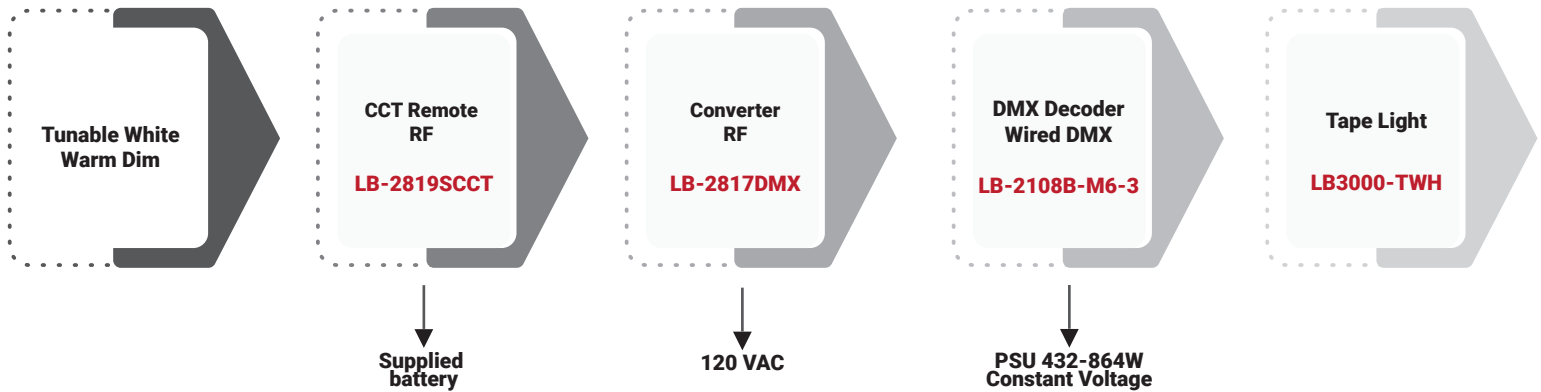 Tunable White
Warm Dim
CCT Remote
RF
LB-2819SCCT
Supplied
battery
Converter
RF
LB-2817DMX
120 VAC
DMX Decoder
Wired DMX
LB-2108B-M6-3
PSU 432-864W
Constant Voltage
Tape Light
LB3000-TWH